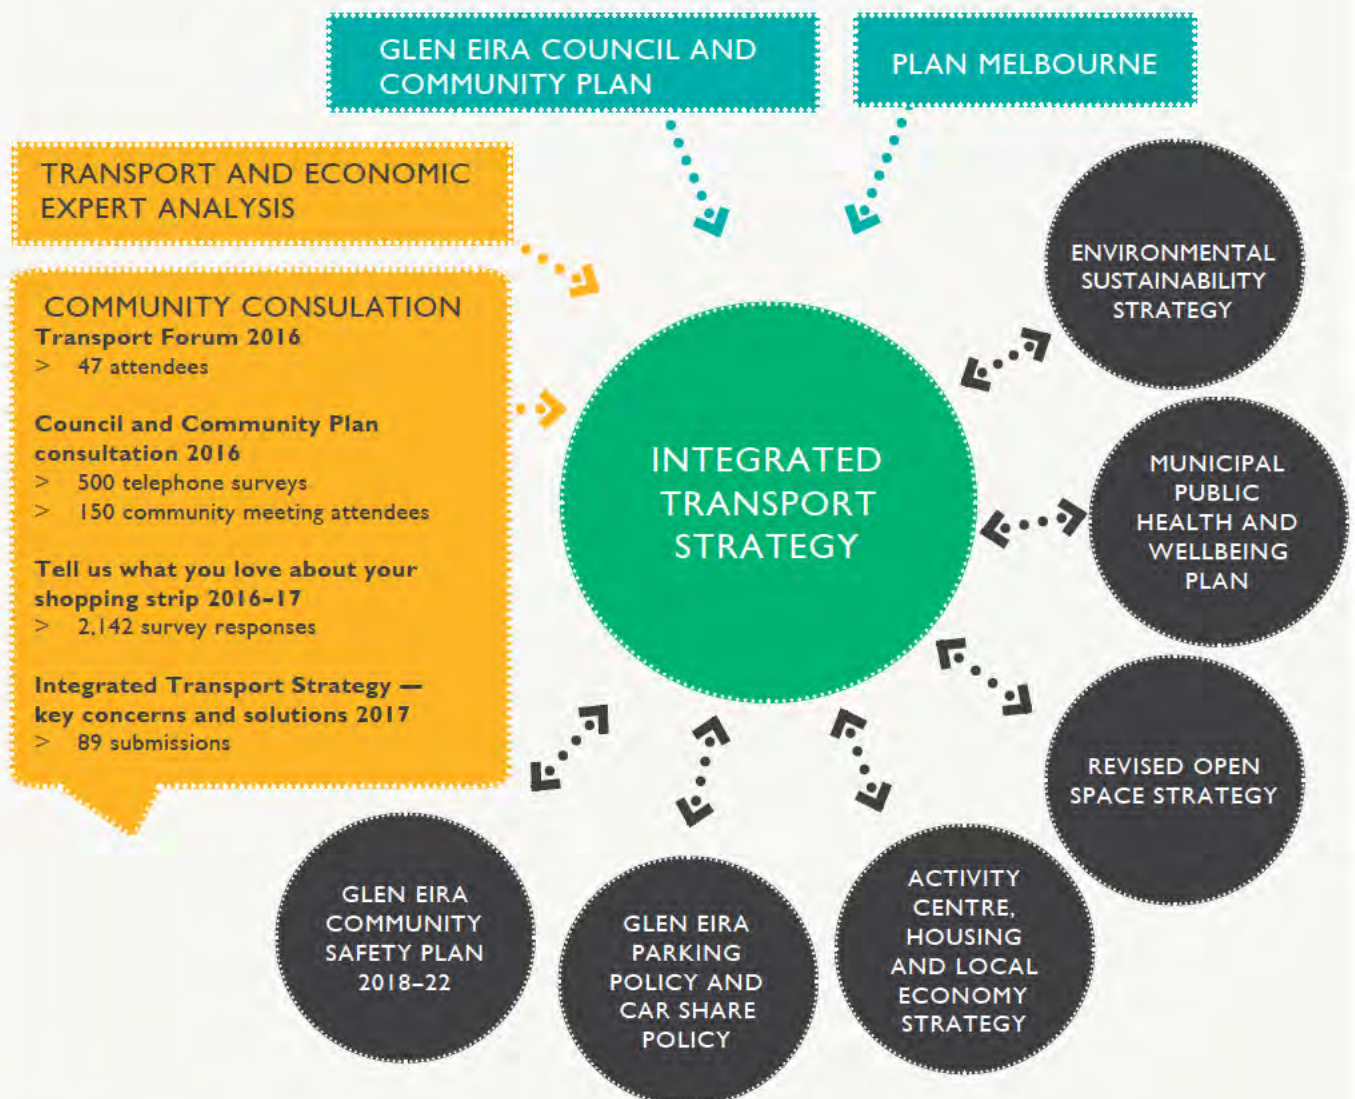 GLEN EIRA COUNCIL AND
COMMUNITY PLAN
PLAN MELBOURNE
TRANSPORT AND ECONOMIC
EXPERT ANALYSIS
COMMUNITY CONSULATION
Transport Forum 2016
> 47 attendees
Council and Community Plan
consultation 2016
> 500 telephone surveys
> 150 community meeting attendees
Tell us what you love about your
shopping strip 2016–17
> 2,142 survey responses
Integrated Transport Strategy —
key concerns and solutions 2017
> 89 submissions
INTEGRATED
TRANSPORT
STRATEGY
ENVIRONMENTAL
SUSTAINABILITY
STRATEGY
MUNICIPAL
PUBLIC
HEALTH AND
WELLBEING
PLAN
REVISED OPEN
SPACE STRATEGY
ACTIVITY
CENTRE,
HOUSING
AND LOCAL
ECONOMY
STRATEGY
GLEN EIRA
PARKING
POLICY AND
CAR SHARE
POLICY
GLEN EIRA
COMMUNITY
SAFETY PLAN
2018–22